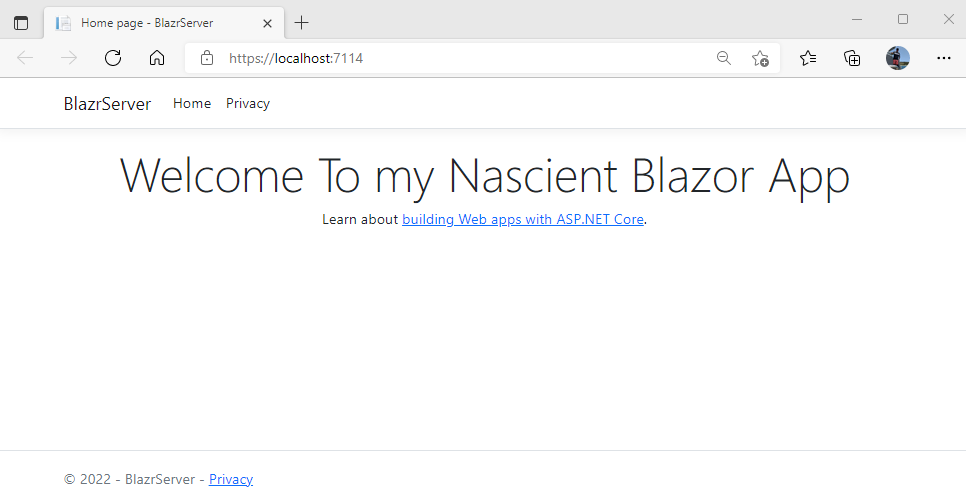 Home page - BlazrServer
https://localhost:7114
BlazrServer Home Privacy
Welcome To my Nascient Blazor App
Learn about building Web apps with ASP.NET Core.
© 2022 - BlazrServer - Privacy